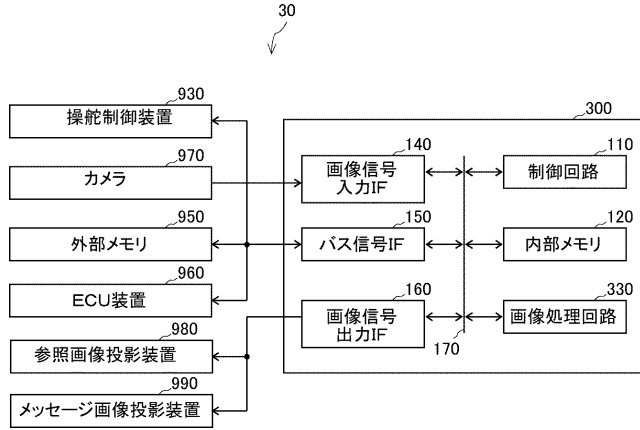 30
930
操舵制御装置
970
カメラ
950
外部メモリ
960
ECU装置
980
参照画像投影装置
990
メッセージ画像投影装置
300
140
画像信号
入力IF
150
バス信号IF
160
画像信号
出力IF
170
110
制御回路
120
内部メモリ
330
画像処理回路